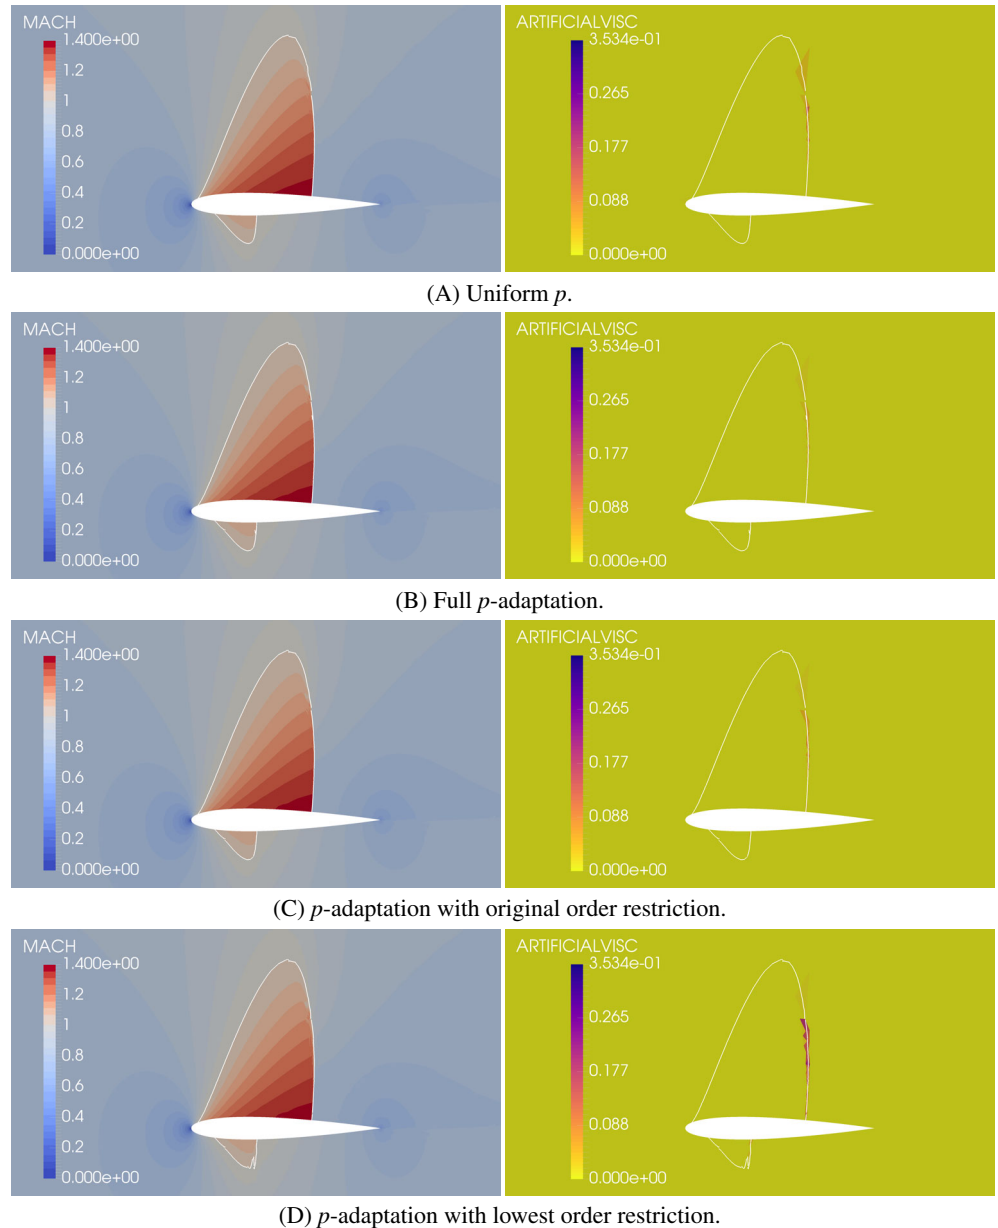 MACH
1.400e+00
1.2
1
0.8
0.6
0.4
0.2
0.000e+00
ARTIFICIALVISC
3.534e-01
0.265
0.177
0.088
0.000e+00
(A) Uniform p.
MACH
1.400e+00
1.2
1
0.8
0.6
0.4
0.2
0.000e+00
ARTIFICIALVISC
3.534e-01
0.265
0.177
0.088
0.000e+00
(B) Full p-adaptation.
MACH
1.400e+00
1.2
1
0.8
0.6
0.4
0.2
0.000e+00
ARTIFICIALVISC
3.534e-01
0.265
0.177
0.088
0.000e+00
(C) p-adaptation with original order restriction.
MACH
1.400e+00
1.2
1
0.8
0.6
0.4
0.2
0.000e+00
ARTIFICIALVISC
3.534e-01
0.265
0.177
0.088
0.000e+00
(D) p-adaptation with lowest order restriction.